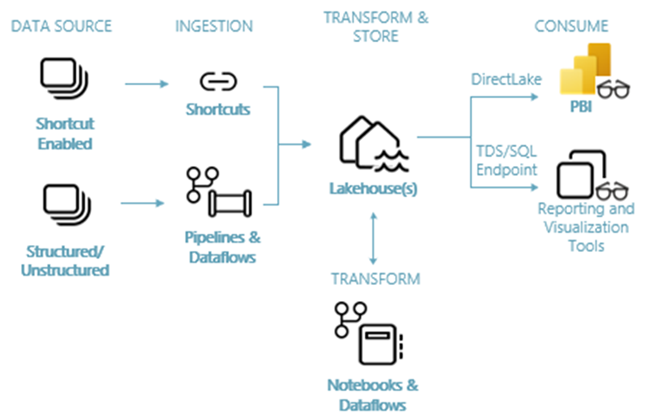 DATA SOURCE
INGESTION
TRANSFORM &
STORE
CONSUME
Shortcut
Enabled
Shortcuts
Structured/
Unstructured
Pipelines &
Dataflows
Lakehouse(s)
TRANSFORM
Notebooks &
Dataflows
DirectLake
PBI
TDS/SQL
Endpoint
Reporting and
Visualization
Tools